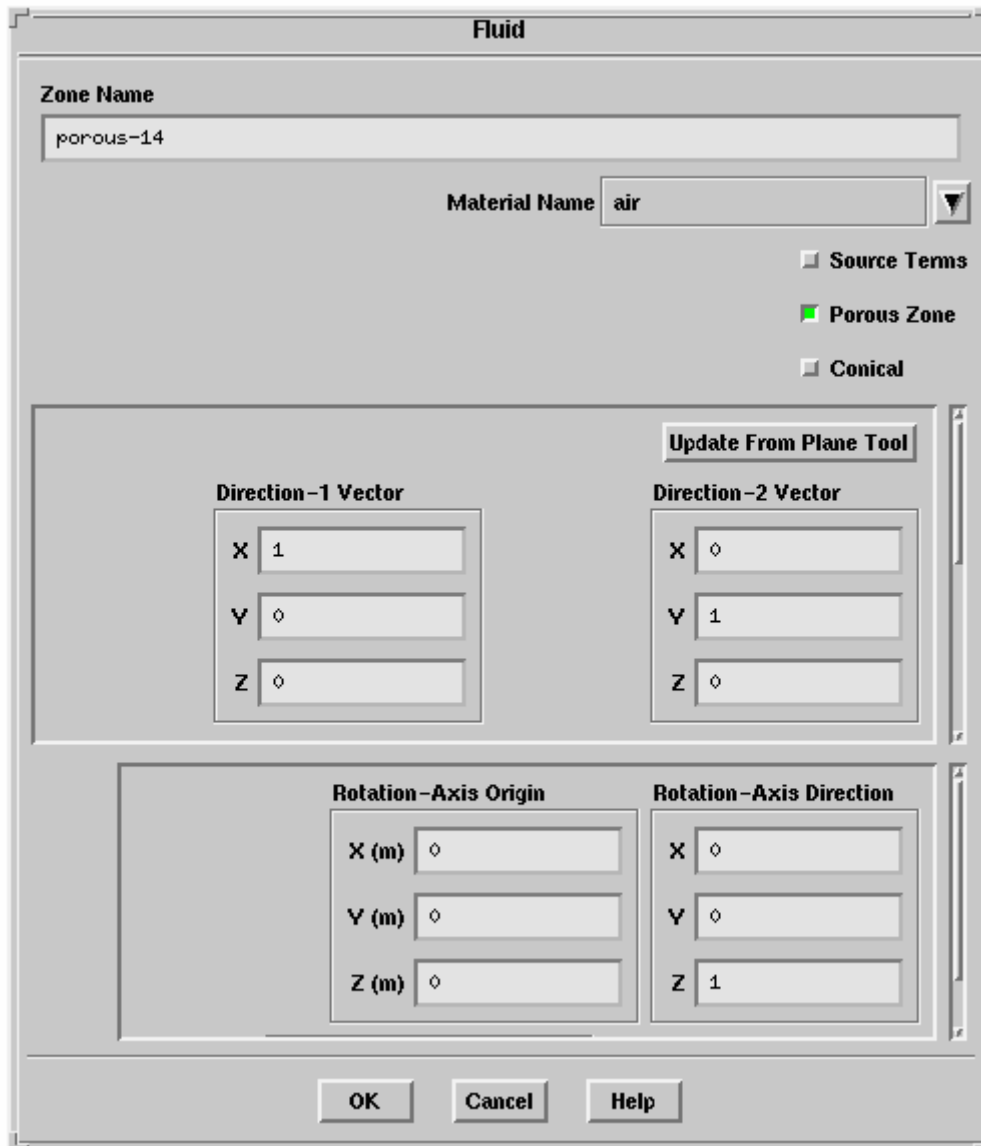 Fluid
Zone Name
porous-14
Material Name air
Source Terms
Porous Zone
Conical
Update From Plane Tool
Direction-1 Vector Direction-2 Vector
X 1 X 0
Y 0 Y 1
Z 0 Z 0
Rotation-Axis Origin Rotation-Axis Direction
X (m) 0 X 0
Y (m) 0 Y 0
Z (m) 0 Z 1
OK Cancel Help